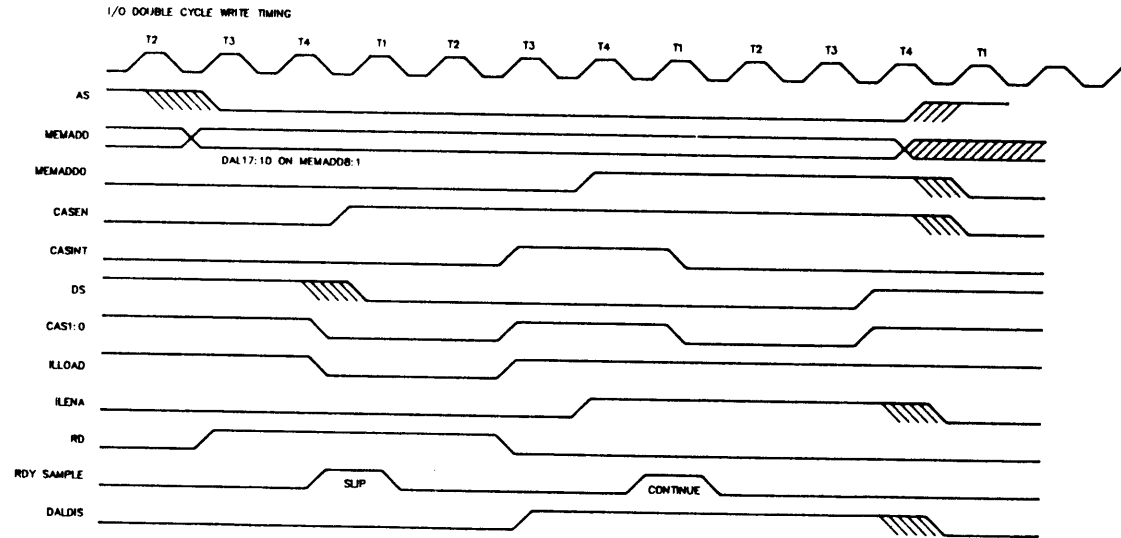 I/O DOUBLE CYCLE WRITE TIMING
T2 T3 T4 T1 T2 T3 T4 T1 T2 T3 T4 T1
AS
MEMADD
DAL17:10 ON MEMADD8:1
MEMADD0
CASEN
CASINT
DS
CAS1:0
ILLOAD
ILENA
RD
RDY SAMPLE
SLIP
CONTINUE
DALDIS